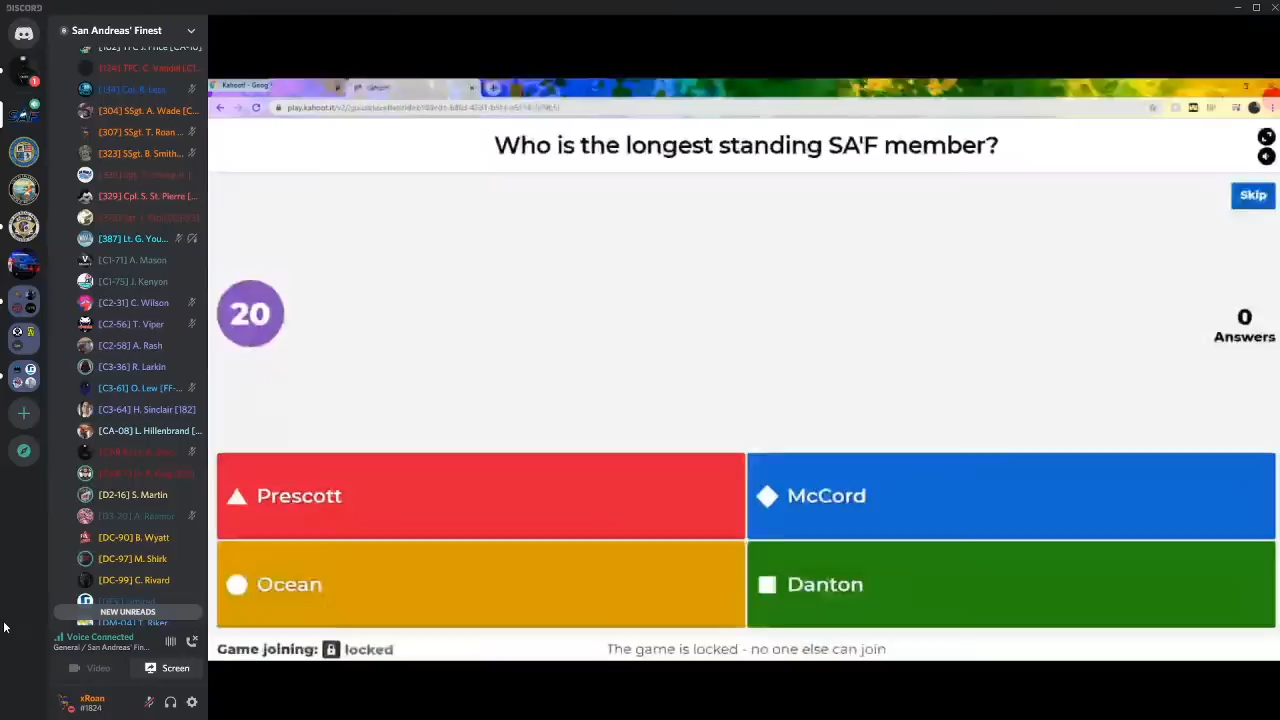 DISCORD
San Andreas' Finest
[304] SSgt. A. Wade [C...
[307] SSgt. T. Roan ...
[323] SSgt. B. Smith...
[329] Cpl. S. St. Pierre [...
[387] Lt. G. You...
[C1-71] A. Mason
[C1-75] J. Kenyon
[C2-31] C. Wilson
[C2-56] T. Viper
[C2-58] A. Rash
[C3-36] R. Larkin
[C3-61] O. Lew [FF-...
[C3-64] H. Sinclair [182]
[CA-08] L. Hillenbrand [...
[D2-16] S. Martin
[DC-90] B. Wyatt
[DC-97] M. Shirk
[DC-99] C. Rivard
NEW UNREADS
Voice Connected
General / San Andreas' Fin...
Video
Screen
xRoan
#1824
1
Kahoot! - Goog
Kahoot!
Who is the longest standing SA'F member?
Skip
20
0
Answers
Prescott
McCord
Ocean
Danton
Game joining: locked
The game is locked - no one else can join